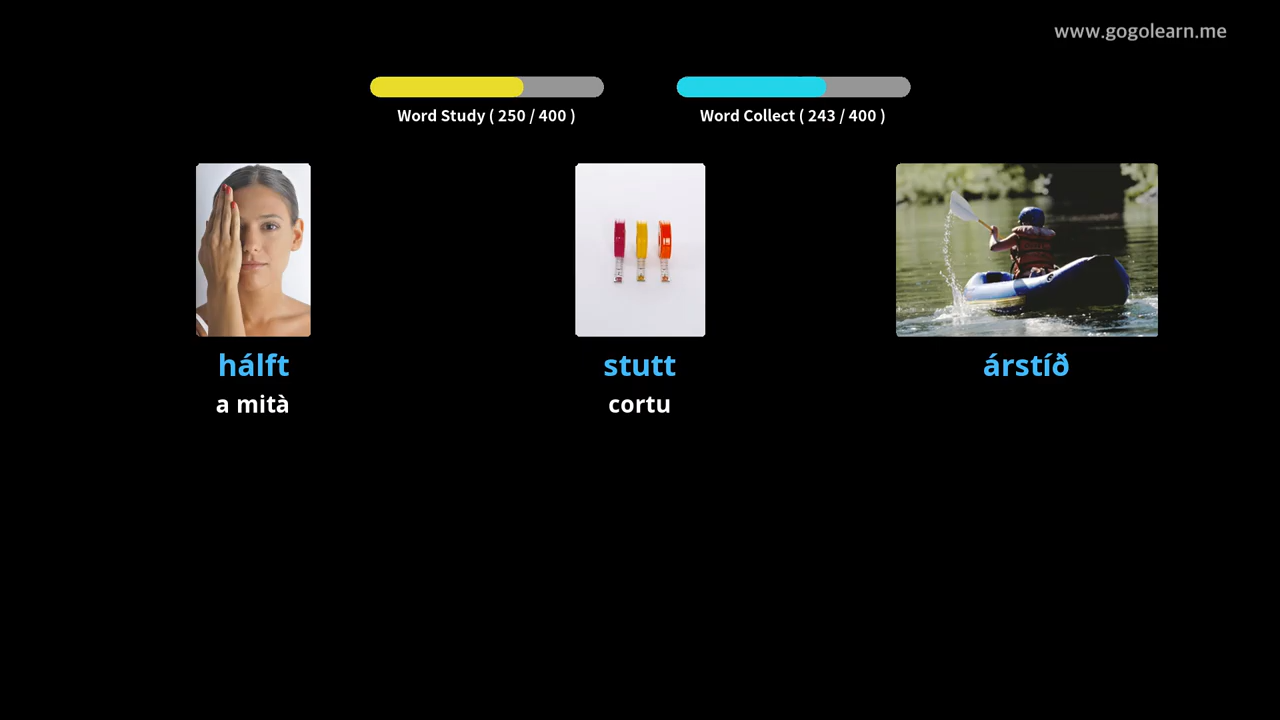 www.gogolearn.me
Word Study ( 250 / 400 )
Word Collect ( 243 / 400 )
hálft
stutt
árstíð
a mità
cortu